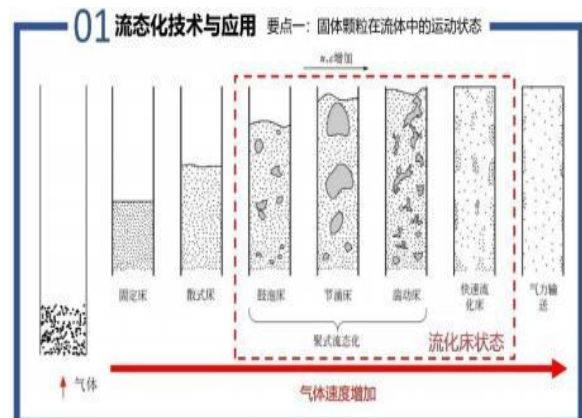 01 流态化技术与应用 要点一：固体颗粒在流体中的运动状态
u,ε增加
固定床 散式床 鼓泡床 节涌床 湍动床 快速流化床 气力输送
聚式流态化
流化床状态
气体
气体速度增加